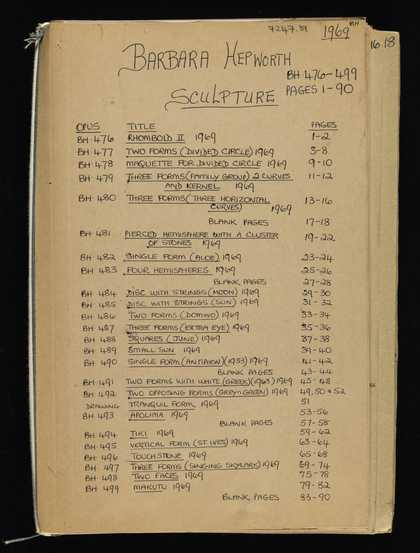 7247.39
1969 BH
16.18
BARBARA HEPWORTH
BH 476-499
SCULPTURE PAGES 1-90
OPUS TITLE PAGES
BH 476 RHOMBOID II 1969 1-2
BH 477 TWO FORMS (DIVIDED CIRCLE) 1969 3-8
BH 478 MAQUETTE FOR DIVIDED CIRCLE 1969 9-10
BH 479 THREE FORMS (FAMILY GROUP) 2 CURVES 11-12
AND KERNEL 1969
BH 480 THREE FORMS (THREE HORIZONTAL 13-16
CURVES) 1969
BLANK PAGES 17-18
BH 481 PIERCED HEMISPHERE WITH A CLUSTER 19-22
OF STONES 1969
BH 482 SINGLE FORM (ALOE) 1969 23-24
BH 483 FOUR HEMISPHERES 1969 25-26
BLANK PAGES 27-28
BH 484 DISC WITH STRINGS (MOON) 1969 29-30
BH 485 DISC WITH STRINGS (SUN) 1969 31-32
BH 486 TWO FORMS (DOMINO) 1969 33-34
BH 487 THREE FORMS (EXTRA EYE) 1969 35-36
BH 488 SQUARES (JUNE) 1969 37-38
BH 489 SMALL SUN 1969 39-40
BH 490 SINGLE FORM (ANTIPHON) (1953) 1969 41-42
BLANK PAGES 43-44
BH 491 TWO FORMS WITH WHITE (GREEK) (1963) 1969 45-48
BH 492 TWO OPPOSING FORMS (GREY-GREEN) 1969 49,50+52
DRAWING TRANQUIL FORM 1969 51
BH 493 APOLIMA 1969 53-56
BLANK PAGES 57-58
BH 494 TIKI 1969 59-62
BH 495 VERTICAL FORM (ST. IVES) 1969 63-64
BH 496 TOUCHSTONE 1969 65-68
BH 497 THREE FORMS (SINGING SKYLARKS) 1969 69-74
BH 498 TWO FACES 1969 75-78
BH 499 MAKUTU 1969 79-82
BLANK PAGES 83-90